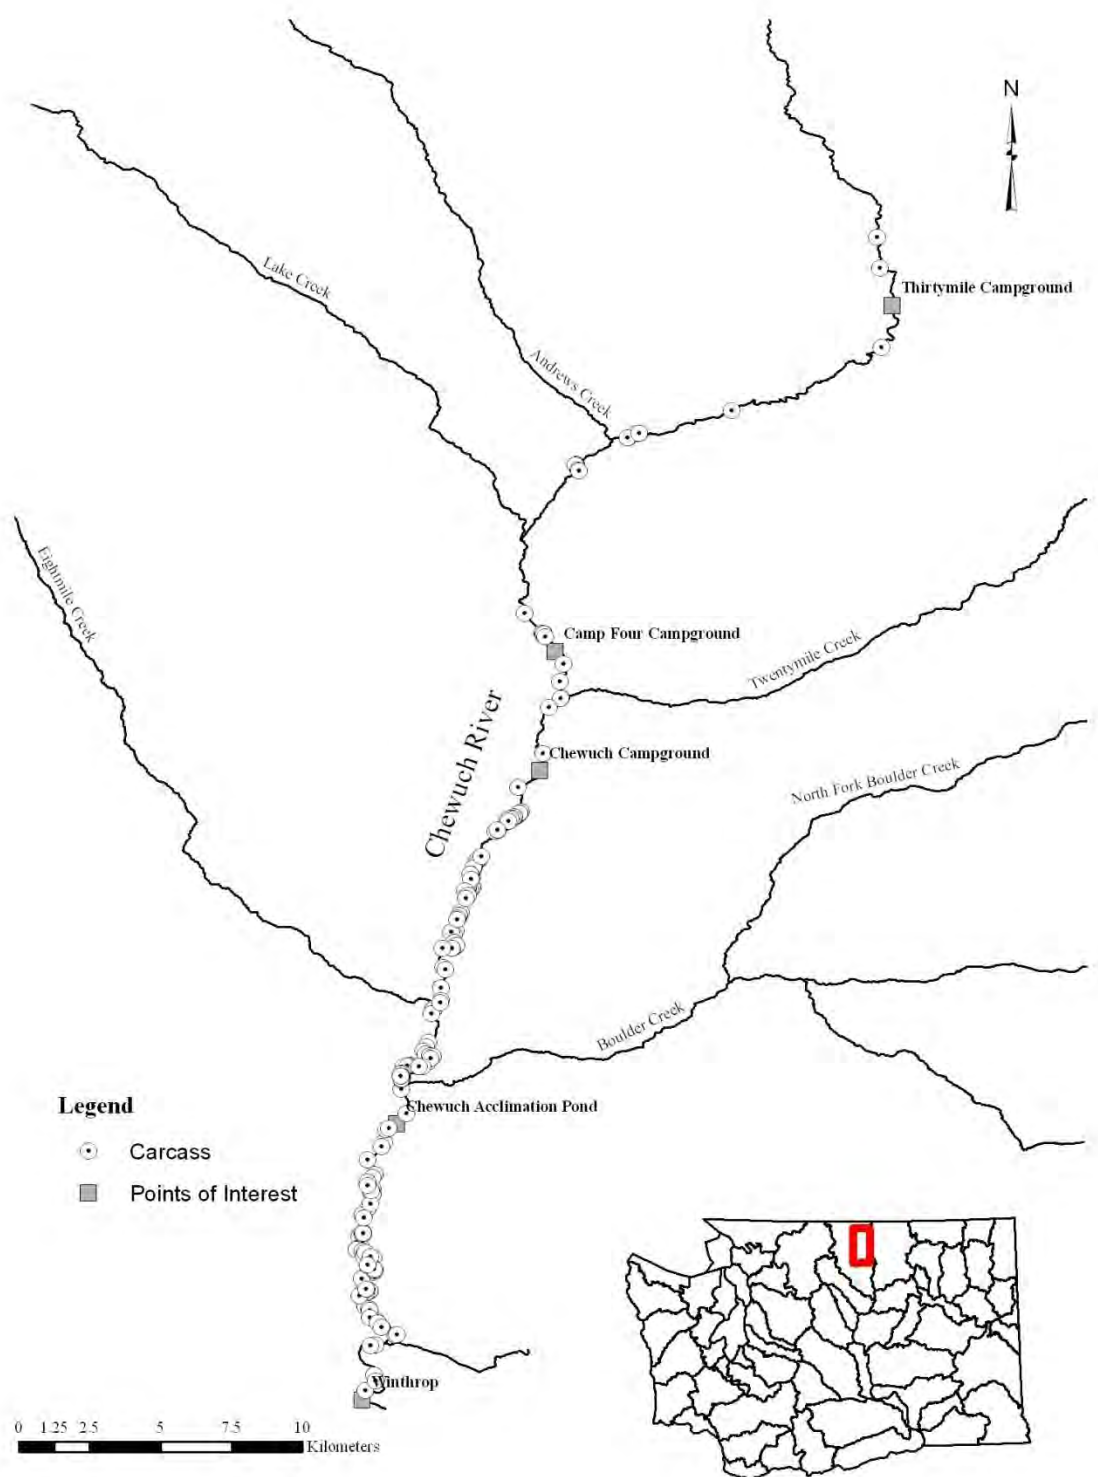 N
Thirtymile Campground
Lake Creek
Andrews Creek
Eightmile Creek
Camp Four Campground
Twentymile Creek
Chewuch River
Chewuch Campground
North Fork Boulder Creek
Boulder Creek
Chewuch Acclimation Pond
Legend
Carcass
Points of Interest
Winthrop
0 1.25 2.5 5 7.5 10
Kilometers